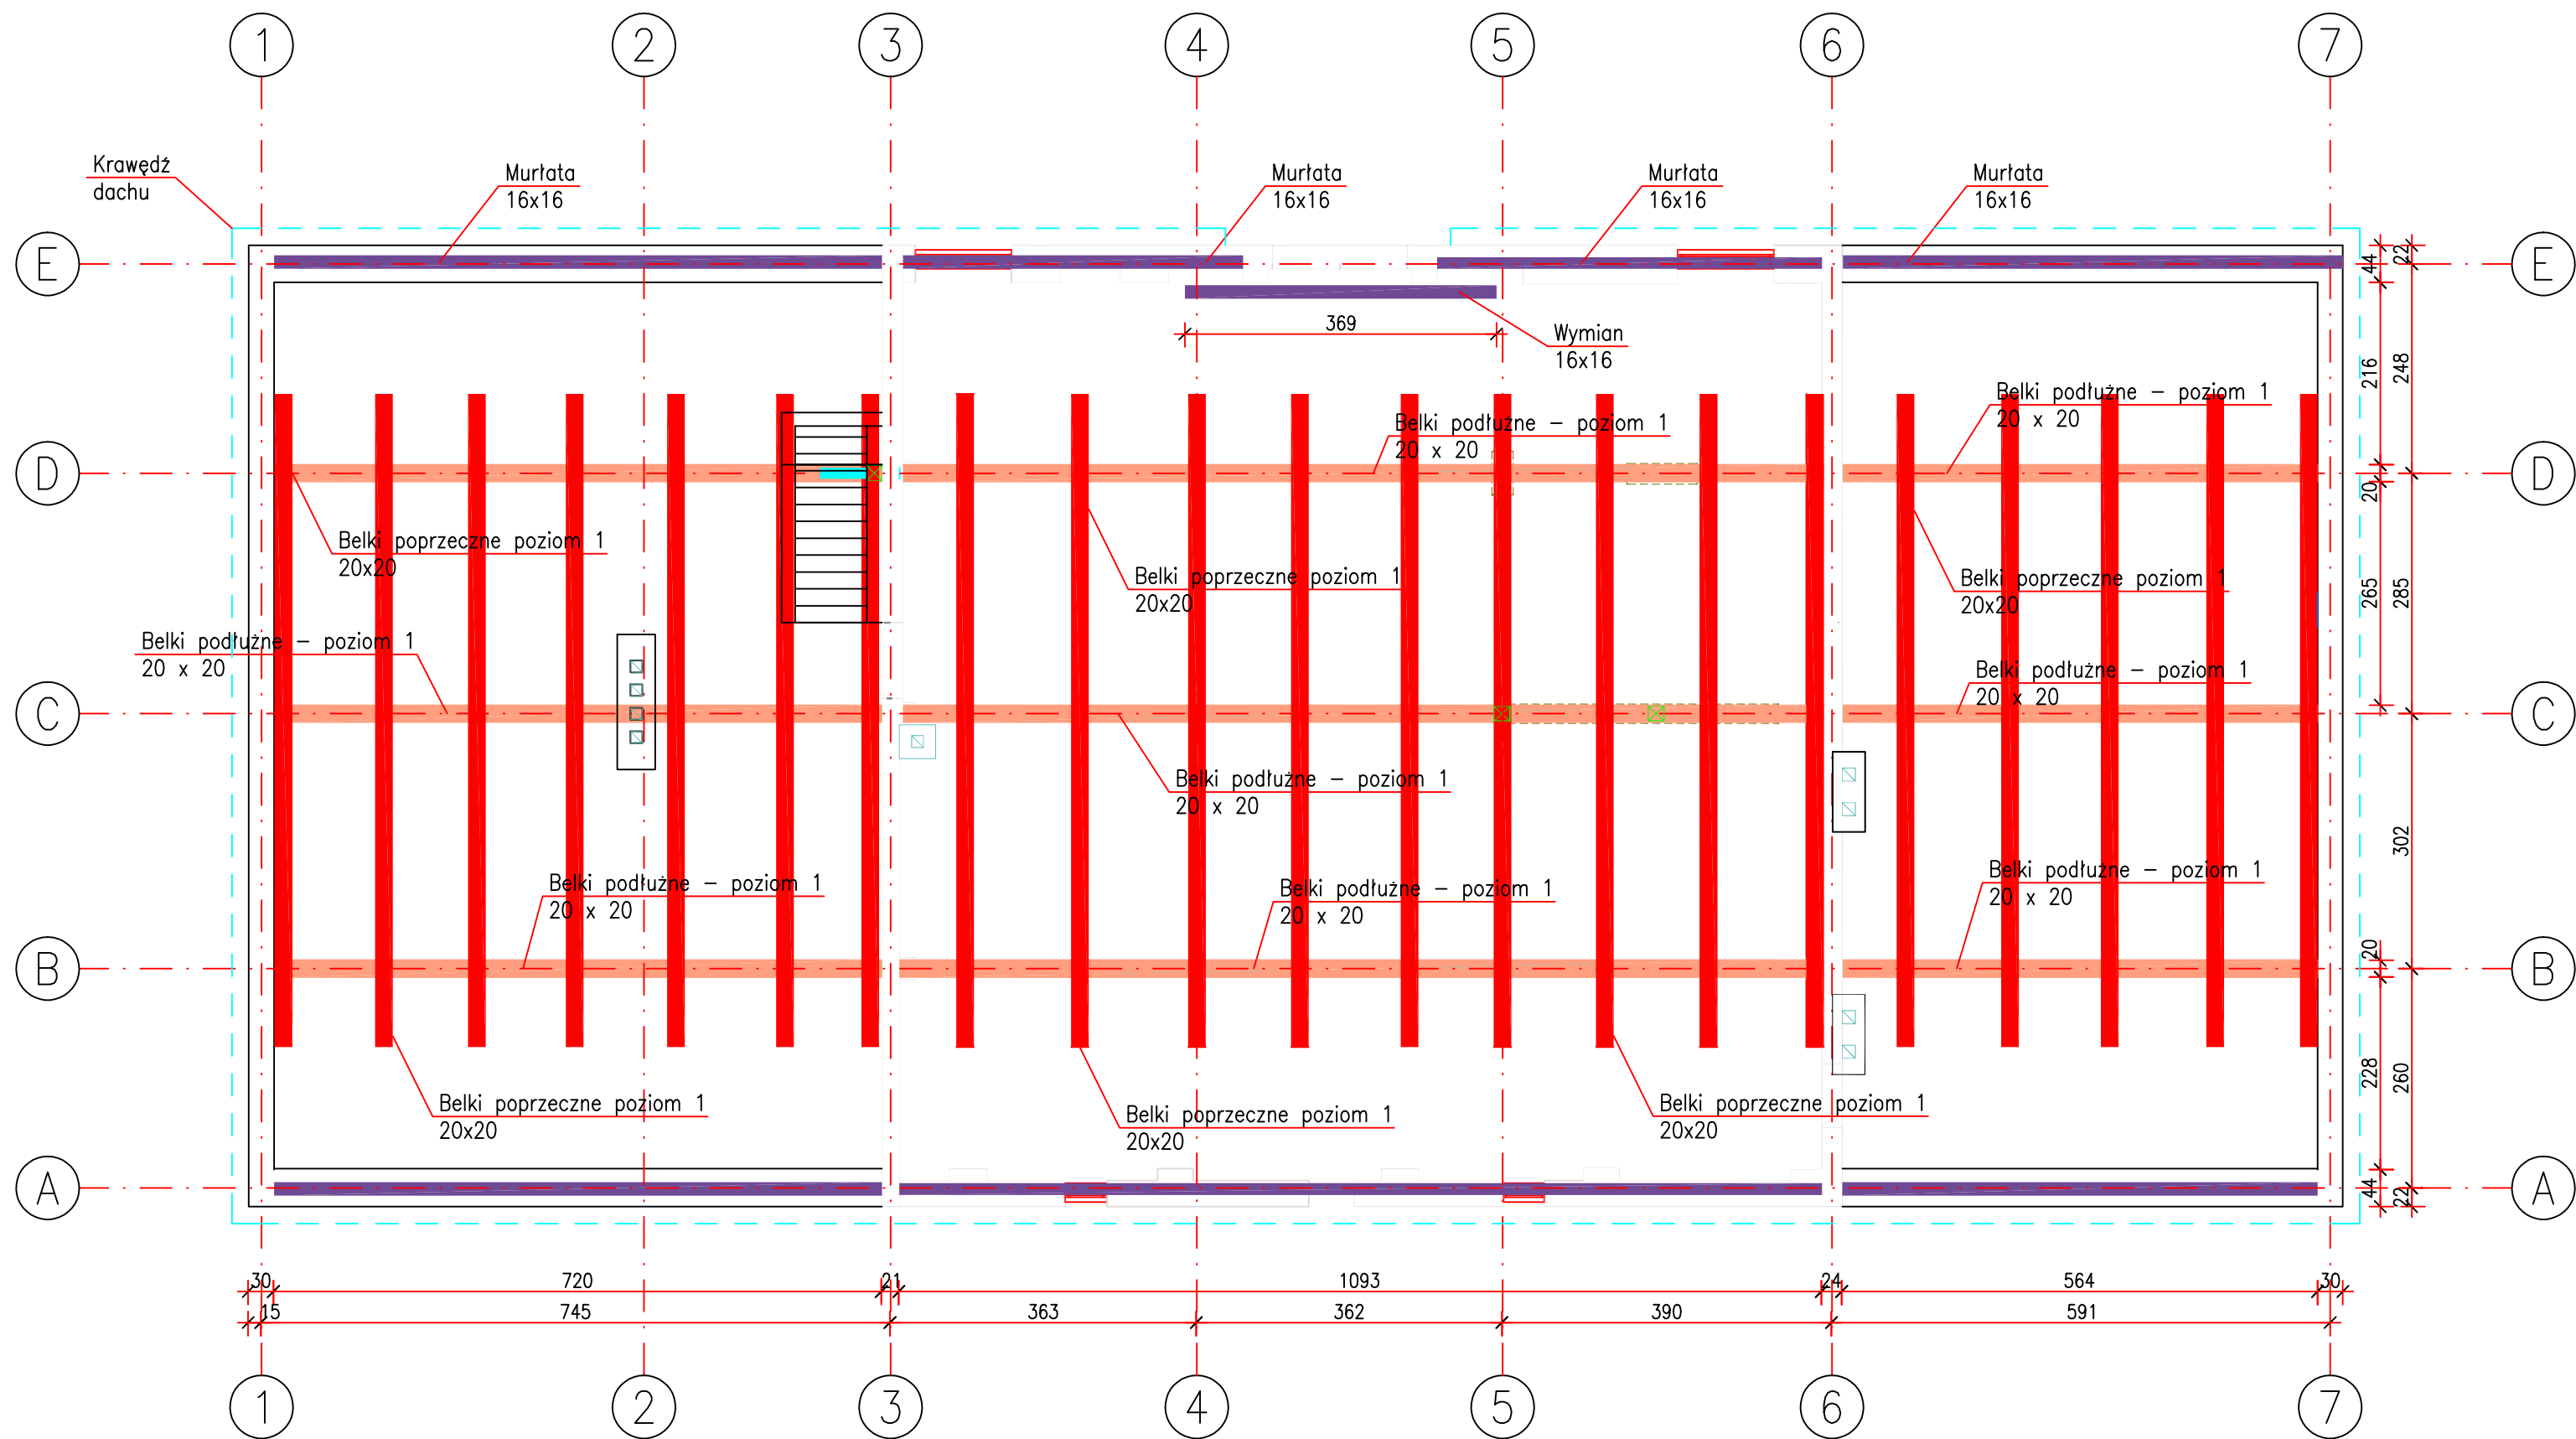 1 2 3 4 5 6 7
Krawędź
dachu
Murłata
16x16
Murłata
16x16
Murłata
16x16
Murłata
16x16
E
E
44
22
369
Wymian
16x16
216
248
Belki podłużne – poziom 1
20 x 20
Belki podłużne – poziom 1
20 x 20
D
D
20
Belki poprzeczne poziom 1
20x20
Belki poprzeczne poziom 1
20x20
Belki poprzeczne poziom 1
20x20
265
285
Belki podłużne – poziom 1
20 x 20
Belki podłużne – poziom 1
20 x 20
C
C
Belki podłużne – poziom 1
20 x 20
302
Belki podłużne – poziom 1
20 x 20
Belki podłużne – poziom 1
20 x 20
Belki podłużne – poziom 1
20 x 20
B
B
20
228
260
Belki poprzeczne poziom 1
20x20
Belki poprzeczne poziom 1
20x20
Belki poprzeczne poziom 1
20x20
A
A
44
22
30 720 21 1093 24 564 30
15 745 363 362 390 591
1 2 3 4 5 6 7